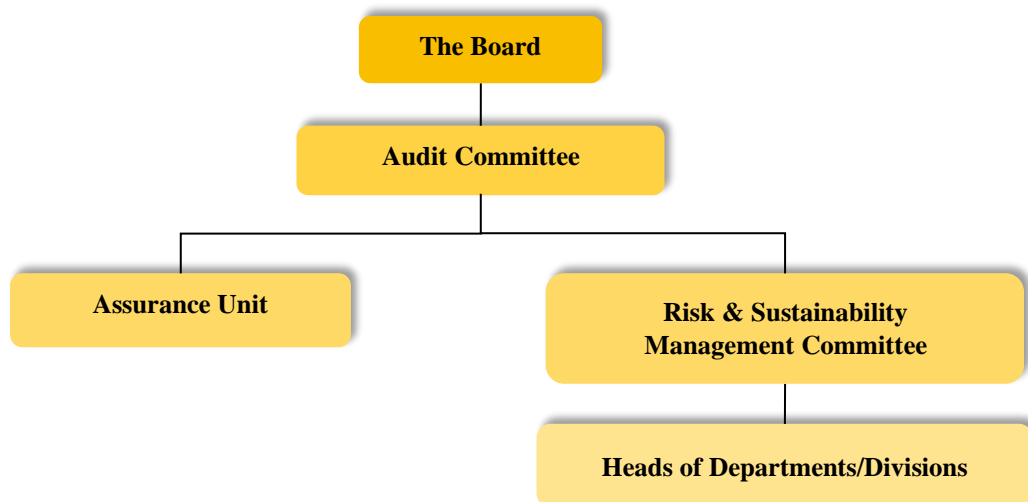 The Board
Audit Committee
Assurance Unit
Risk & Sustainability
Management Committee
Heads of Departments/Divisions